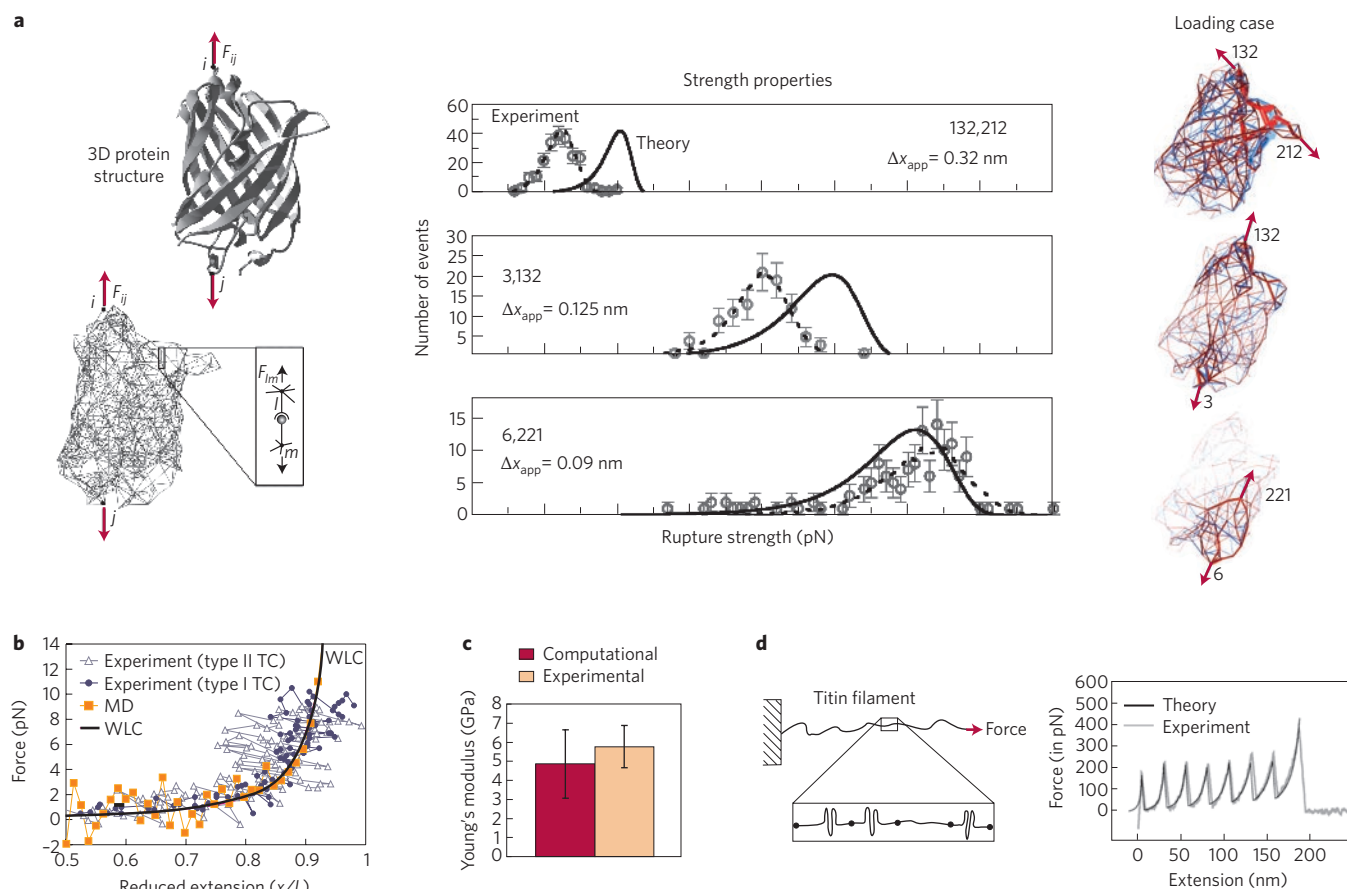 a
i
F_ij
3D protein
structure
j
i
F_ij
F_lm
l
m
j
Strength properties
Number of events
60
40
20
0
Experiment
Theory
132,212
Δx_app = 0.32 nm
30
25
20
15
10
5
3,132
Δx_app = 0.125 nm
15
10
5
0
6,221
Δx_app = 0.09 nm
Rupture strength (pN)
Loading case
132
212
132
3
221
6
b
Force (pN)
14
12
10
8
6
4
2
0
−2
Experiment (type II TC)
Experiment (type I TC)
MD
WLC
WLC
0.5
0.6
0.7
0.8
0.9
1
Reduced extension (x/L)
c
Computational
Experimental
Young's modulus (GPa)
8
7
6
5
4
3
2
1
0
d
Titin filament
Force
Force (in pN)
600
500
400
300
200
100
0
Theory
Experiment
0
50
100
150
200
Extension (nm)